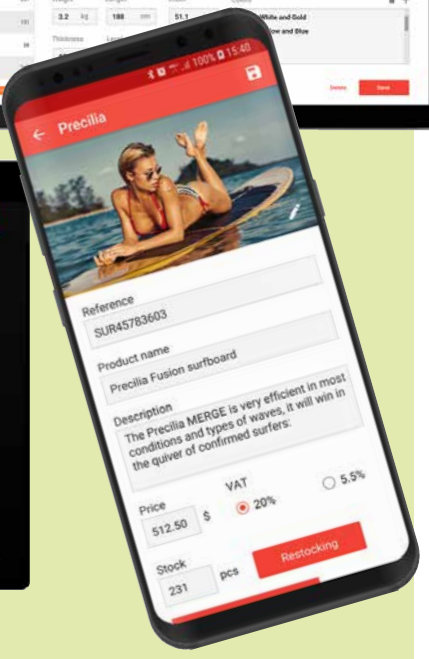 3.2 kg
188
51.1
White and Gold
and Blue
Thickness
Delete
Save
100% 15:40
Precilia
Reference
SUR45783603
Product name
Precilia Fusion surfboard
Description
The Precilia MERGE is very efficient in most
conditions and types of waves, it will win in
the quiver of confirmed surfers:
Price
VAT
512.50 $
20%
5.5%
Stock
231 pcs
Restocking